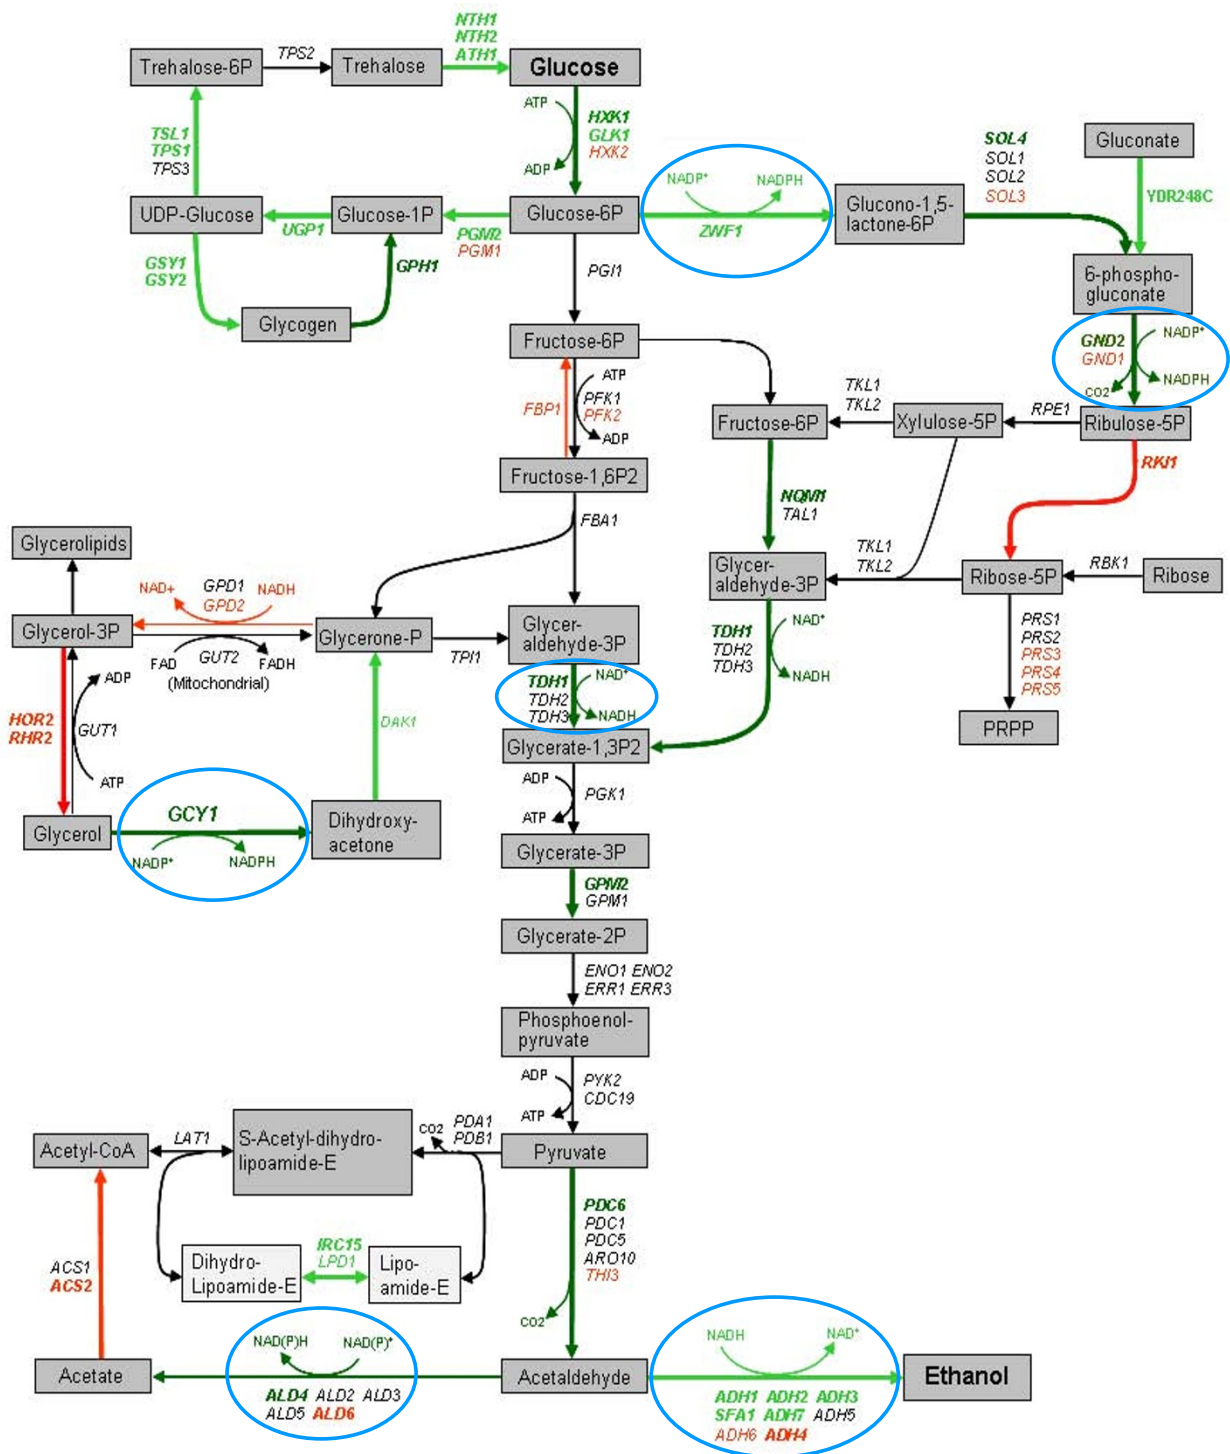 NTH1
NTH2
ATH1
TPS2
Trehalose-6P
Trehalose
Glucose
ATP
HXK1
GLK1
HXK2
ADP
TSL1
TPS1
TPS3
SOL4
SOL1
SOL2
SOL3
Gluconate
YDR248C
NADP+
NADPH
ZWF1
UDP-Glucose
UGP1
Glucose-1P
PGM2
PGM1
Glucose-6P
Glucono-1,5-
lactone-6P
GSY1
GSY2
GPH1
PGI1
6-phospho-
gluconate
Glycogen
Fructose-6P
GND2
GND1
NADP+
NADPH
CO2
FBP1
ATP
PFK1
PFK2
ADP
TKL1
TKL2
RPE1
Fructose-6P
Xylulose-5P
Ribulose-5P
Fructose-1,6P2
RKI1
NQM1
TAL1
FBA1
Glycerolipids
TKL1
TKL2
Glycer-
aldehyde-3P
Ribose-5P
RBK1
Ribose
NAD+
GPD1
GPD2
NADH
Glycerol-3P
Glycerone-P
TPI1
Glycer-
aldehyde-3P
FAD
GUT2
FADH
(Mitochondrial)
TDH1
TDH2
TDH3
NAD+
NADH
PRS1
PRS2
PRS3
PRS4
PRS5
ADP
HOR2
RHR2
GUT1
ATP
DAK1
TDH1
TDH2
TDH3
NAD+
NADH
PRPP
Glycerate-1,3P2
ADP
PGK1
ATP
Glycerol
GCY1
NADP+
NADPH
Dihydroxy-
acetone
Glycerate-3P
GPM2
GPM1
Glycerate-2P
ENO1 ENO2
ERR1 ERR3
Phosphoenol-
pyruvate
ADP
PYK2
CDC19
ATP
Acetyl-CoA
LAT1
S-Acetyl-dihydro-
lipoamide-E
CO2
PDA1
PDB1
Pyruvate
PDC6
PDC1
PDC5
ARO10
THI3
CO2
Dihydro-
Lipoamide-E
IRC15
LPD1
Lipo-
amide-E
ACS1
ACS2
NAD(P)H
NAD(P)+
NADH
NAD+
Acetate
Acetaldehyde
Ethanol
ALD4 ALD2 ALD3
ALD5 ALD6
ADH1 ADH2 ADH3
SFA1 ADH7 ADH5
ADH6 ADH4